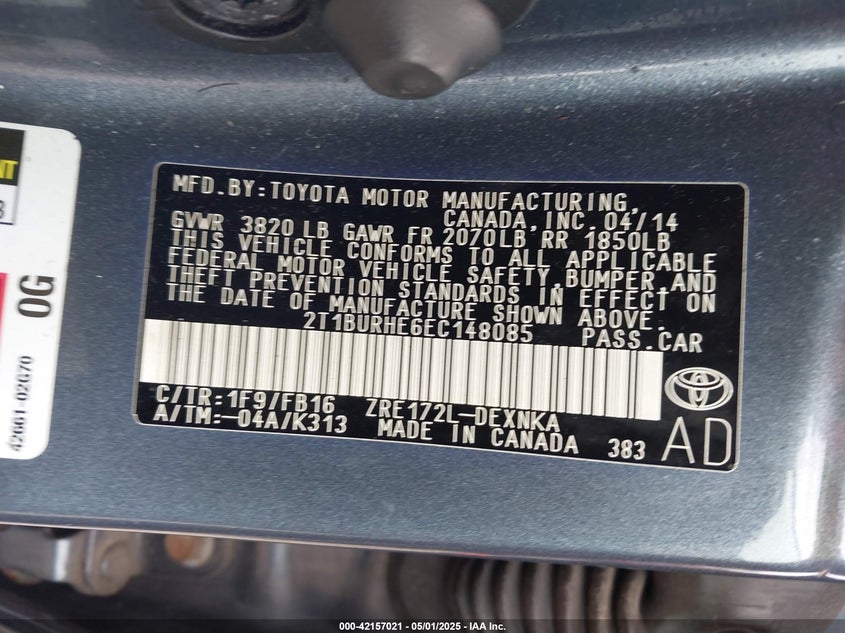 MFD.BY:TOYOTA MOTOR MANUFACTURING,
CANADA,INC. 04/14
GVWR 3820 LB GAWR FR 2070LB RR 1850LB
THIS VEHICLE CONFORMS TO ALL APPLICABLE
FEDERAL MOTOR VEHICLE SAFETY,BUMPER,AND
THEFT PREVENTION STANDARDS IN EFFECT ON
THE DATE OF MANUFACTURE SHOWN ABOVE.
2T1BURHE6EC148085 PASS.CAR
C/TR:1F9/FB16 ZRE172L-DEXNKA
A/TM:-04A/K313 MADE IN CANADA 383 AD
0G
42661-02G70
000-42157021 - 05/01/2025 - IAA Inc.